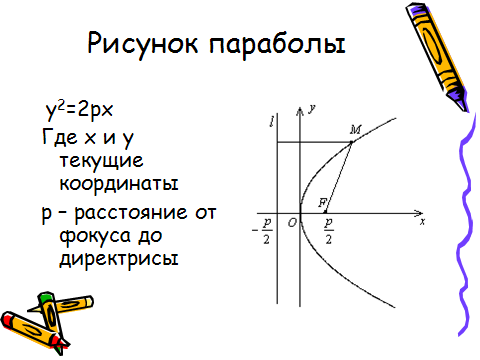 Рисунок параболы
y²=2px
Где x и y
текущие
координаты
p – расстояние от
фокуса до
директрисы
l
y
M
F
O
x
-p/2
p/2